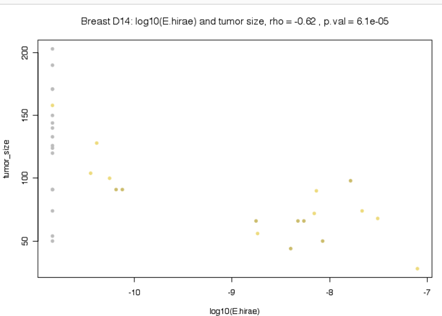 Breast D14: log10(E.hirae) and tumor size, rho = -0.62 , p.val = 6.1e-05
200
150
100
50
tumor_size
-10
-9
-8
-7
log10(E.hirae)